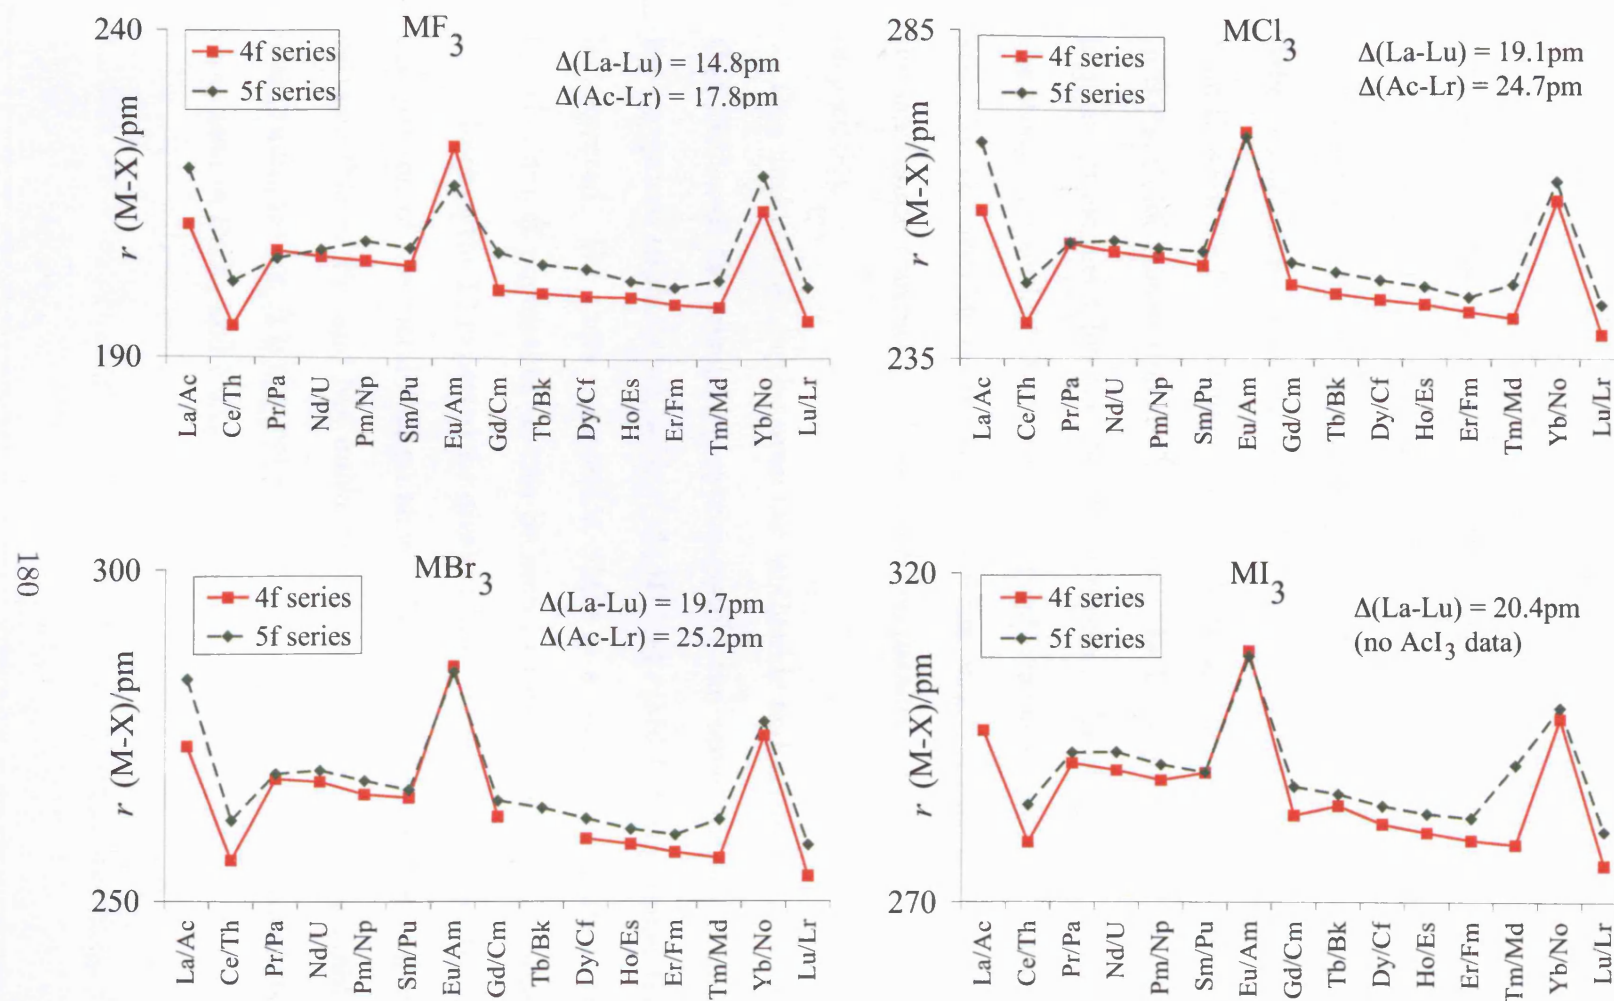 MF3
240
4f series
5f series
Δ(La-Lu) = 14.8pm
Δ(Ac-Lr) = 17.8pm
r (M-X)/pm
190
La/Ac
Ce/Th
Pr/Pa
Nd/U
Pm/Np
Sm/Pu
Eu/Am
Gd/Cm
Tb/Bk
Dy/Cf
Ho/Es
Er/Fm
Tm/Md
Yb/No
Lu/Lr
MCl3
285
4f series
5f series
Δ(La-Lu) = 19.1pm
Δ(Ac-Lr) = 24.7pm
r (M-X)/pm
235
La/Ac
Ce/Th
Pr/Pa
Nd/U
Pm/Np
Sm/Pu
Eu/Am
Gd/Cm
Tb/Bk
Dy/Cf
Ho/Es
Er/Fm
Tm/Md
Yb/No
Lu/Lr
MBr3
300
4f series
5f series
Δ(La-Lu) = 19.7pm
Δ(Ac-Lr) = 25.2pm
r (M-X)/pm
250
La/Ac
Ce/Th
Pr/Pa
Nd/U
Pm/Np
Sm/Pu
Eu/Am
Gd/Cm
Tb/Bk
Dy/Cf
Ho/Es
Er/Fm
Tm/Md
Yb/No
Lu/Lr
MI3
320
4f series
5f series
Δ(La-Lu) = 20.4pm
(no AcI3 data)
r (M-X)/pm
270
La/Ac
Ce/Th
Pr/Pa
Nd/U
Pm/Np
Sm/Pu
Eu/Am
Gd/Cm
Tb/Bk
Dy/Cf
Ho/Es
Er/Fm
Tm/Md
Yb/No
Lu/Lr
180